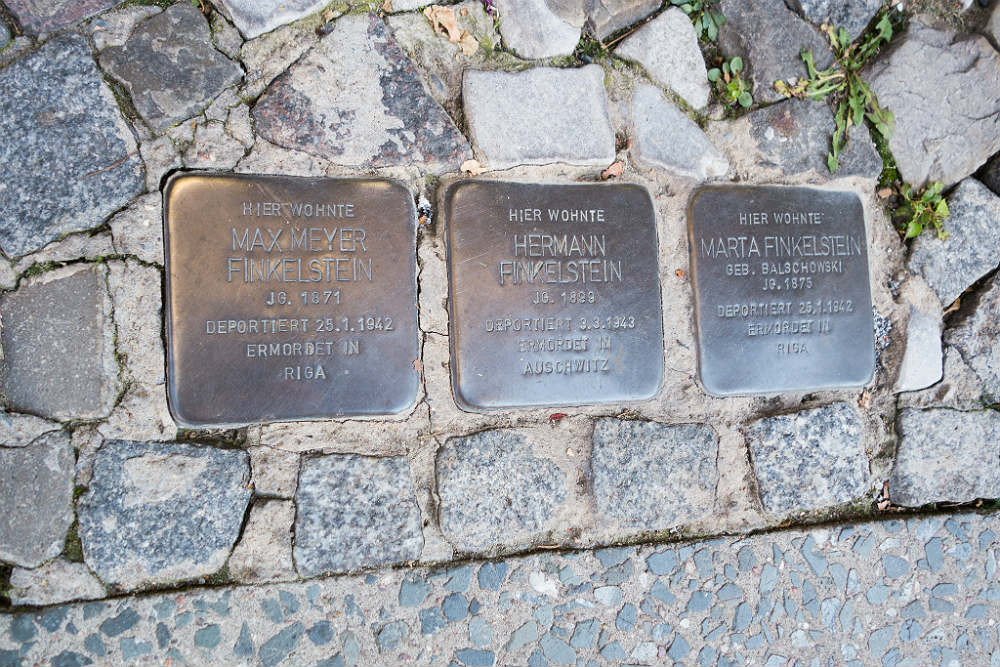 HIER WOHNTE
MAX MEYER
FINKELSTEIN
JG. 1871
DEPORTIERT 25.1.1942
ERMORDET IN
RIGA
HIER WOHNTE
HERMANN
FINKELSTEIN
JG. 1899
DEPORTIERT 3.3.1943
ERMORDET IN
AUSCHWITZ
HIER WOHNTE
MARTA FINKELSTEIN
GEB. BALSCHOWSKI
JG. 1875
DEPORTIERT 25.1.1942
ERMORDET IN
RIGA